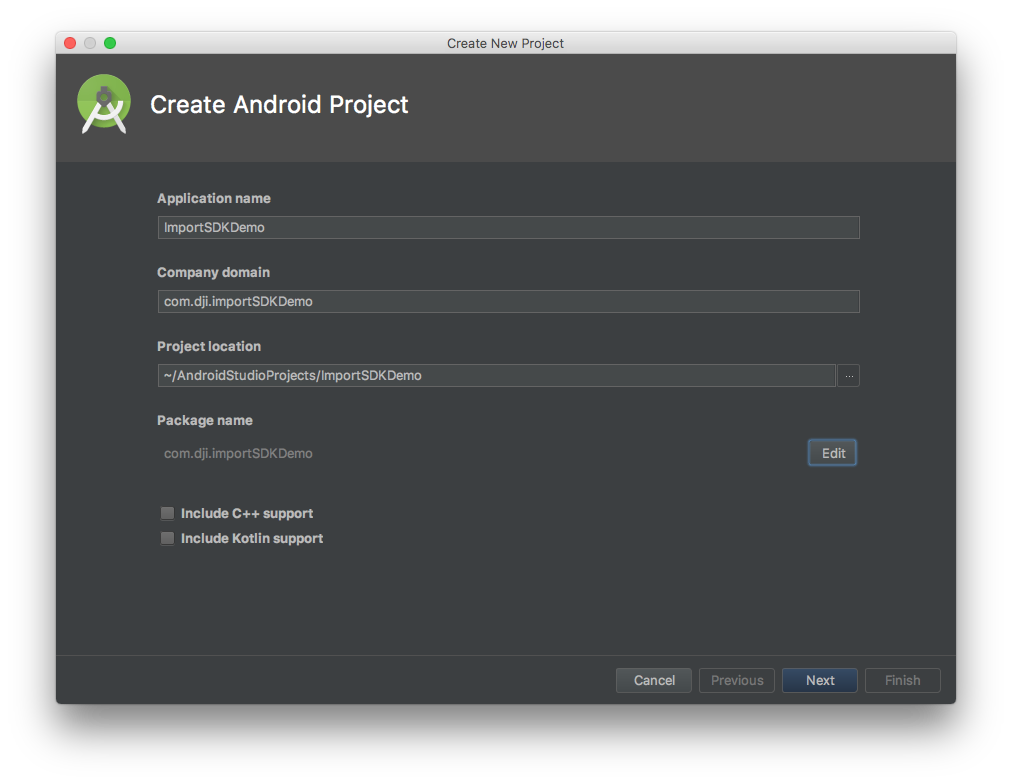 Create New Project
Create Android Project
Application name
ImportSDKDemo
Company domain
com.dji.importSDKDemo
Project location
~/AndroidStudioProjects/ImportSDKDemo
...
Package name
com.dji.importSDKDemo
Edit
Include C++ support
Include Kotlin support
Cancel Previous Next Finish